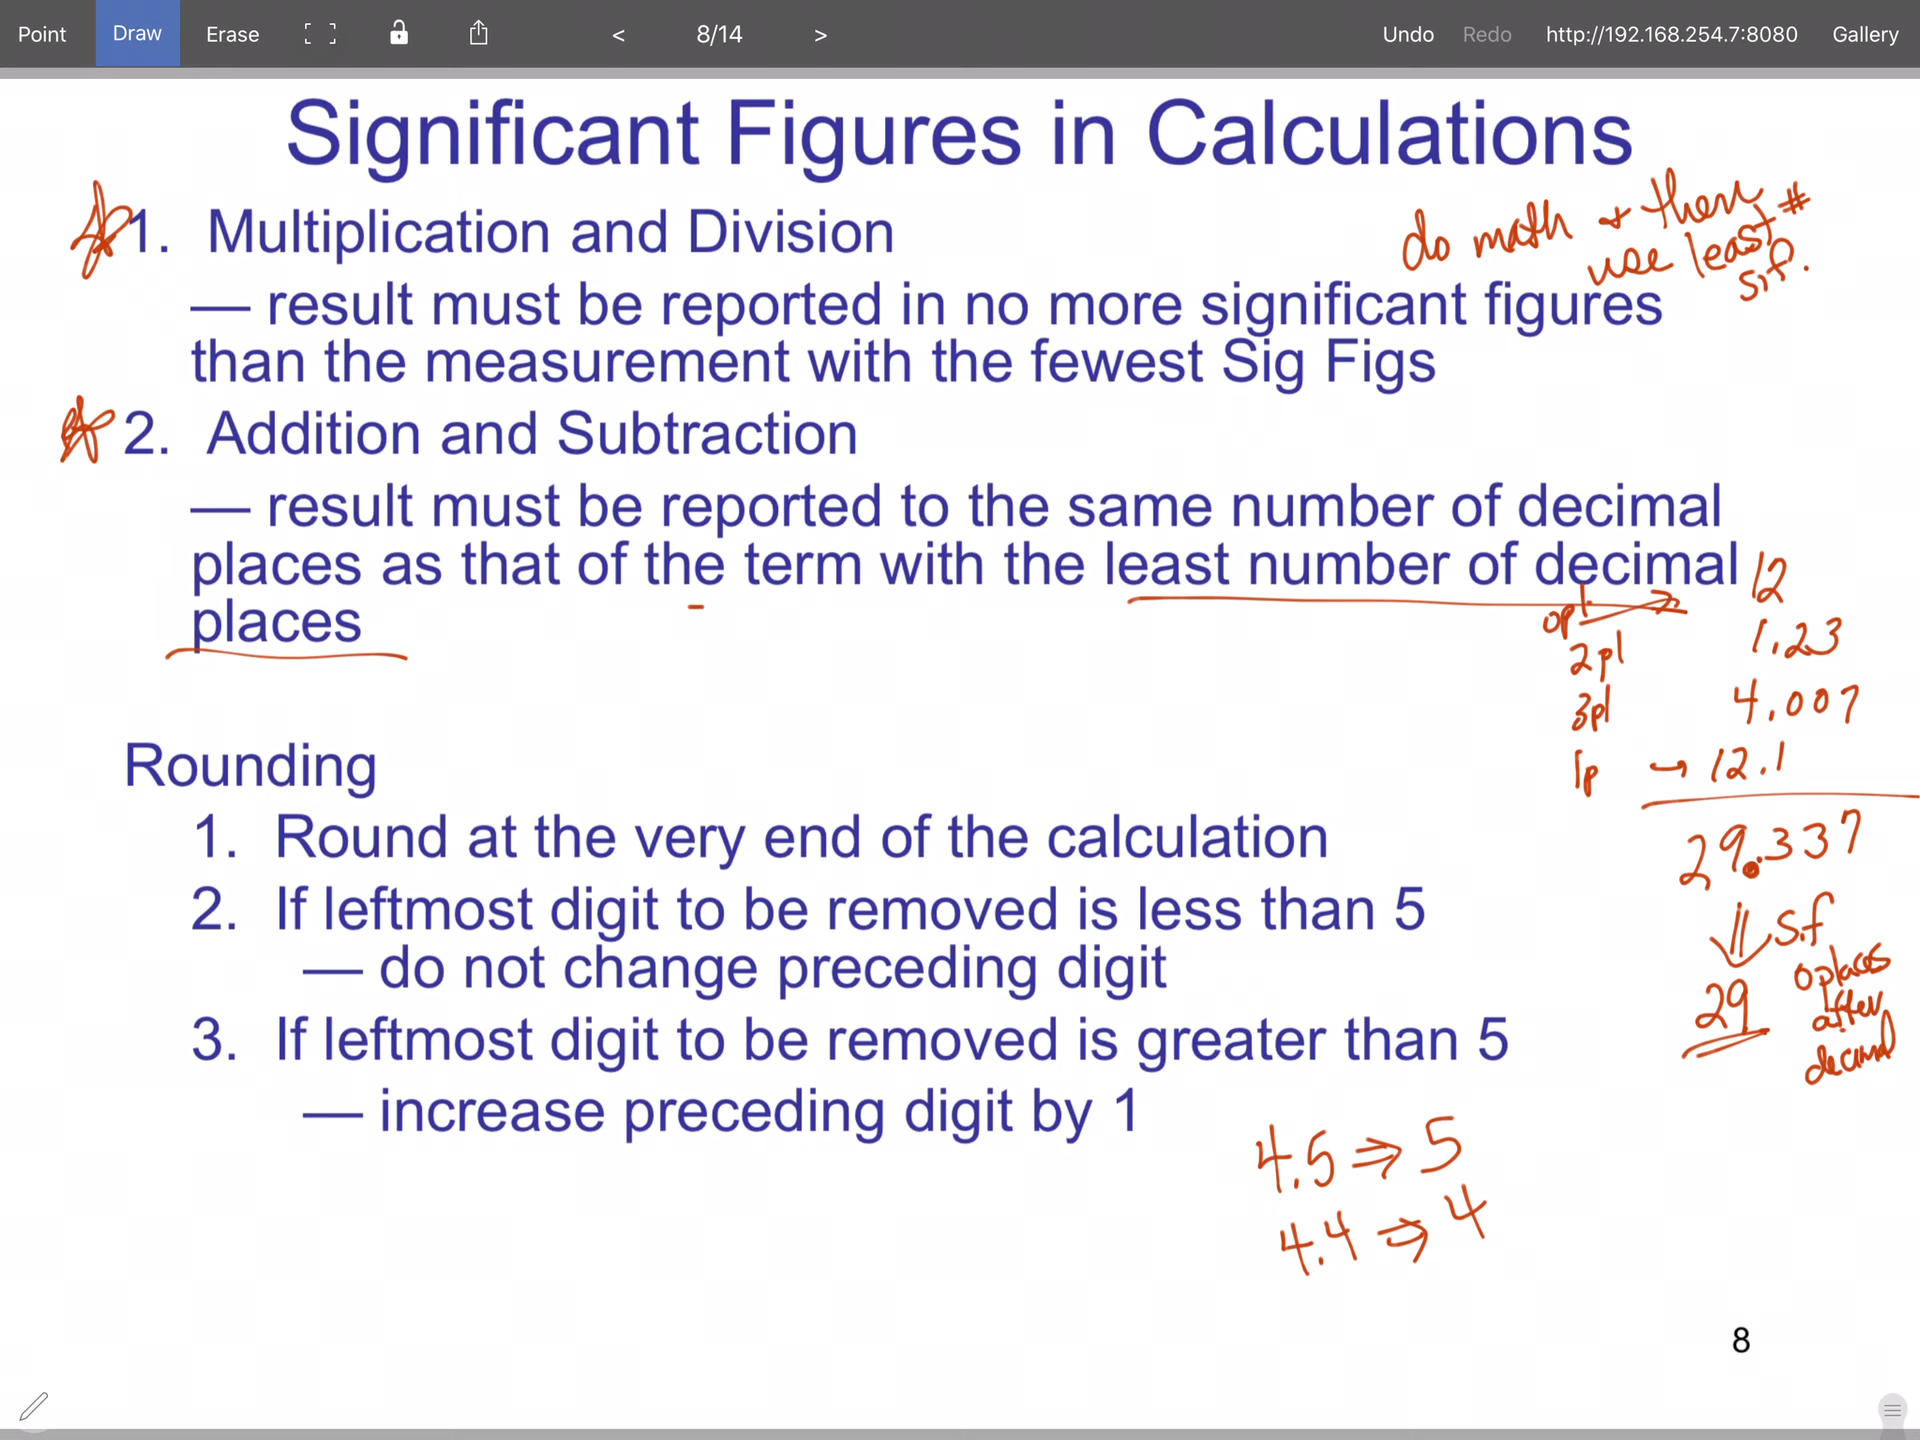 Point Draw Erase < 8/14 > Undo Redo http://192.168.254.7:8080 Gallery
Significant Figures in Calculations
1. Multiplication and Division
do math + then
use least #
s.f.
— result must be reported in no more significant figures
than the measurement with the fewest Sig Figs
2. Addition and Subtraction
— result must be reported to the same number of decimal
places as that of the term with the least number of decimal
places
0pl → 12
2pl 1.23
3pl 4.007
1p → 12.1
29.337
⇓ s.f
29
0 places
after
decimal
Rounding
1. Round at the very end of the calculation
2. If leftmost digit to be removed is less than 5
— do not change preceding digit
3. If leftmost digit to be removed is greater than 5
— increase preceding digit by 1
4.5 ⇒ 5
4.4 ⇒ 4
8